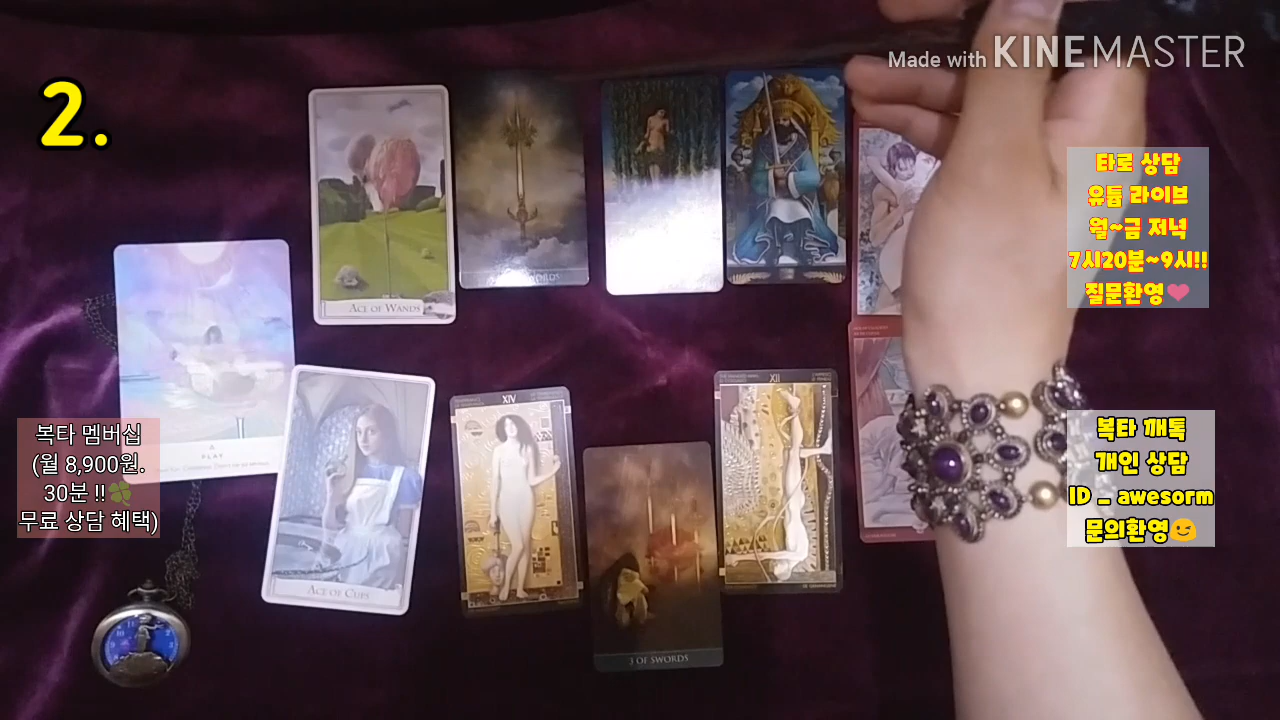 Made with KINEMASTER
2.
타로 상담
유튭 라이브
월~금 저녁
7시20분~9시!!
질문환영❤
ACE OF WANDS
XIV
XII
PLAY
복타 멤버십
(월 8,900원.
30분 !!🍀
무료 상담 혜택)
복타 깨톡
개인 상담
ID _ awesorm
문의환영😉
ACE OF CUPS
3 OF SWORDS